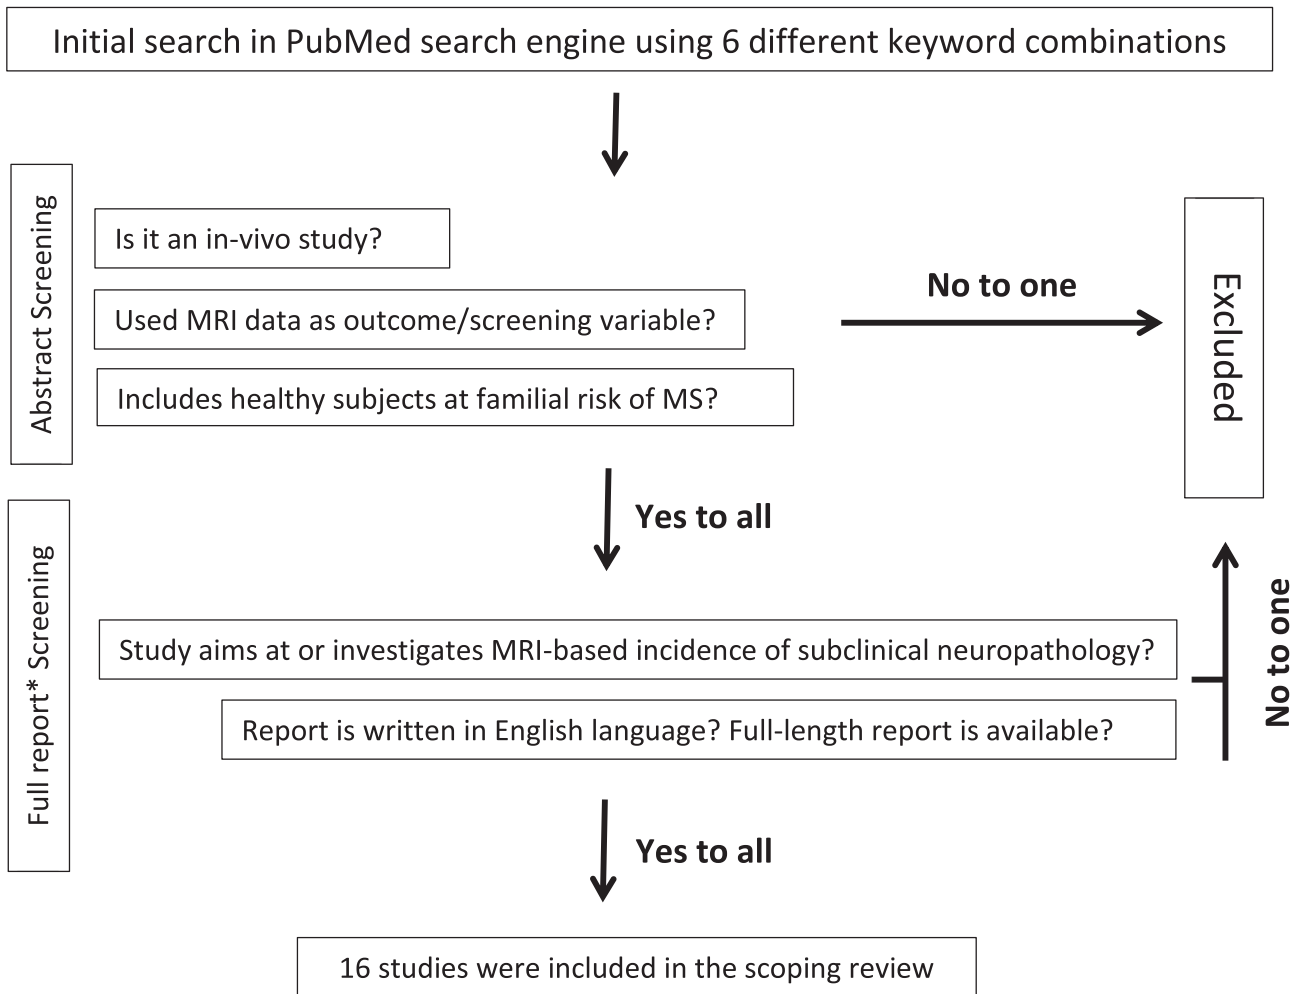 Initial search in PubMed search engine using 6 different keyword combinations
Abstract Screening
Is it an in-vivo study?
Used MRI data as outcome/screening variable?
Includes healthy subjects at familial risk of MS?
No to one
Excluded
Yes to all
Full report* Screening
Study aims at or investigates MRI-based incidence of subclinical neuropathology?
Report is written in English language? Full-length report is available?
No to one
Yes to all
16 studies were included in the scoping review